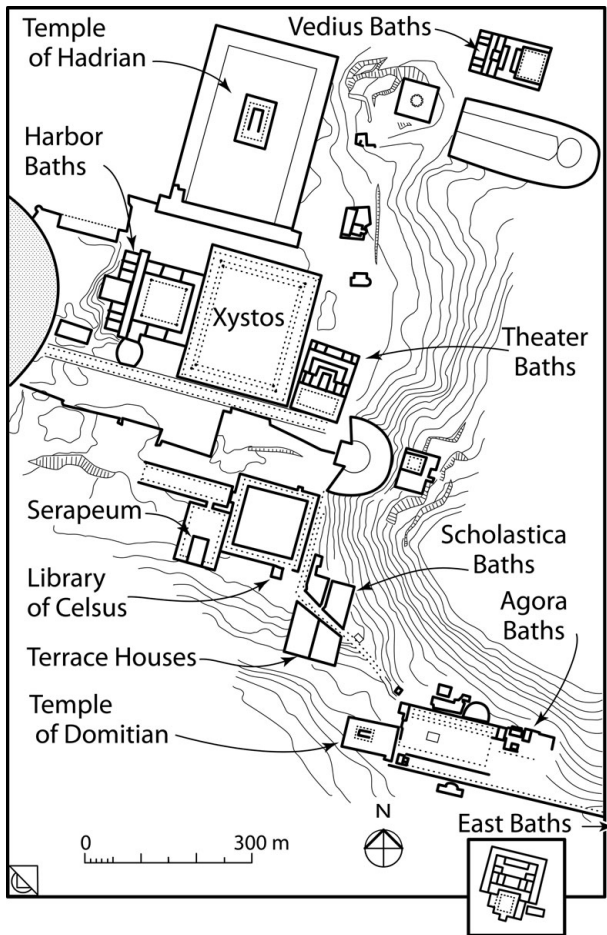 Temple
of Hadrian
Vedius Baths
Harbor
Baths
Xystos
Theater
Baths
Serapeum
Scholastica
Baths
Library
of Celsus
Agora
Baths
Terrace Houses
Temple
of Domitian
N
0 300 m
East Baths